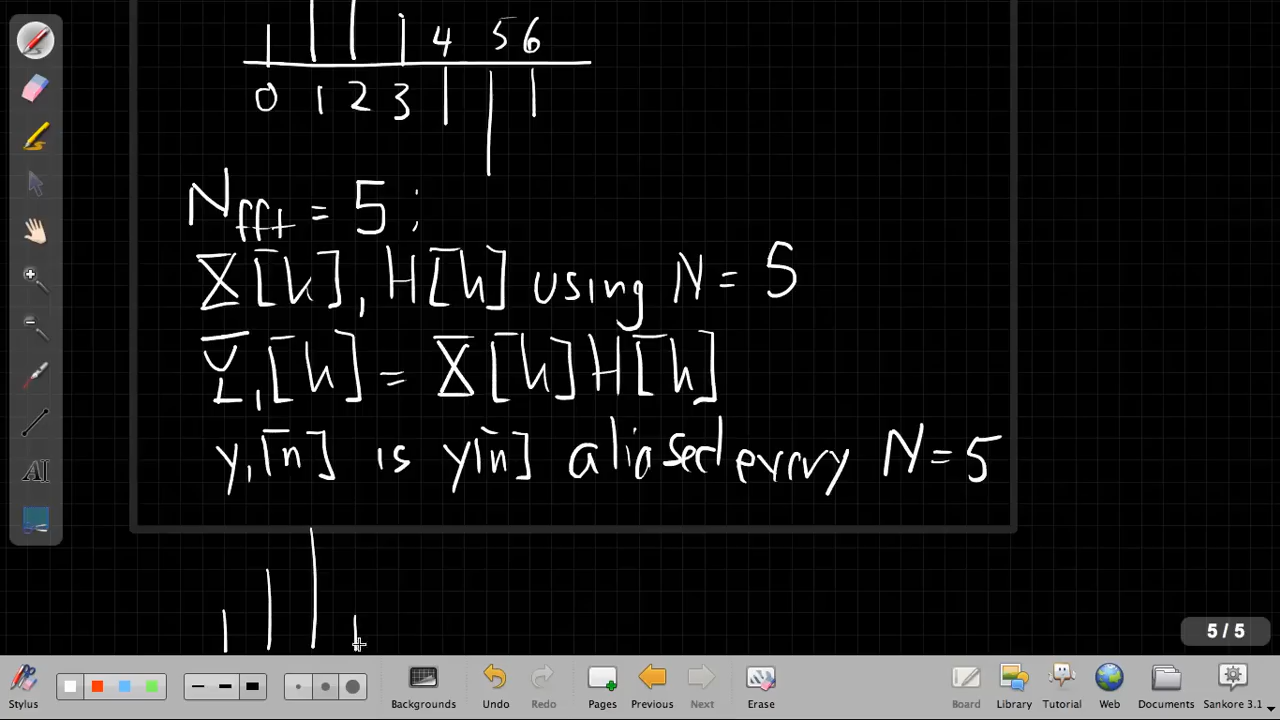 4 5 6
0 1 2 3
N_fft = 5 ;
X[k], H[k] using N = 5
Y_1[k] = X[k] H[k]
y_1[n] is y[n] aliased every N = 5
5 / 5
Stylus
Backgrounds
Undo
Redo
Pages
Previous
Next
Erase
Board
Library
Tutorial
Web
Documents
Sankore 3.1
AI